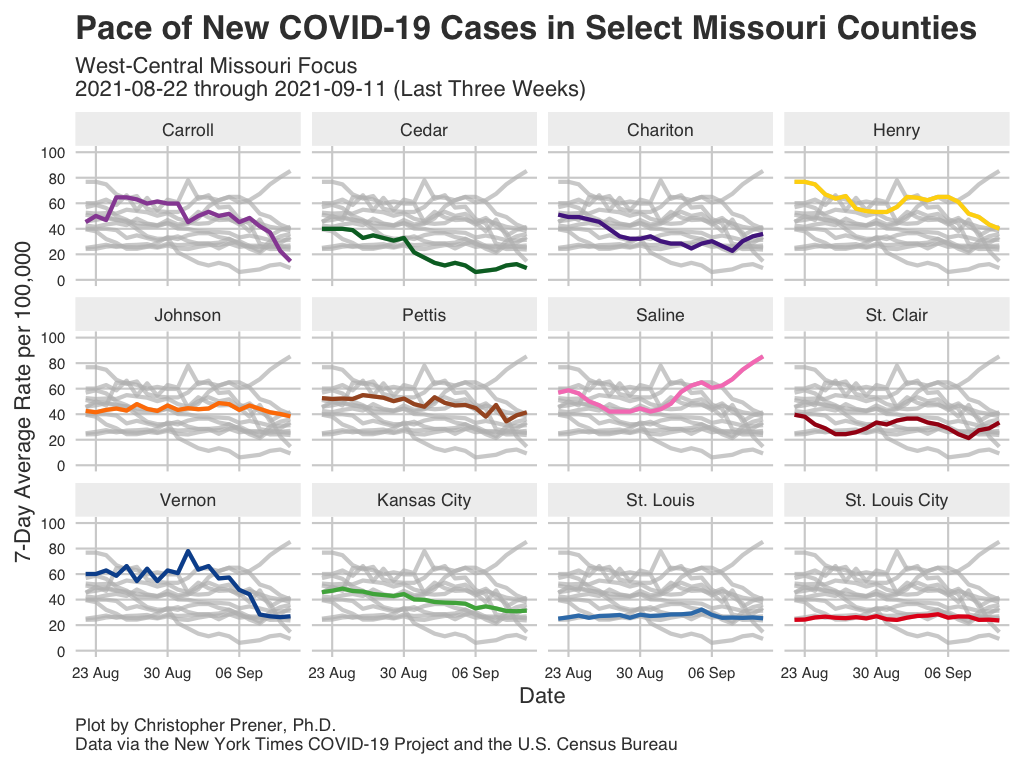 Pace of New COVID-19 Cases in Select Missouri Counties
West-Central Missouri Focus
2021-08-22 through 2021-09-11 (Last Three Weeks)
Carroll Cedar Chariton Henry
100
80
60
40
20
0
Johnson Pettis Saline St. Clair
100
80
60
40
20
0
Vernon Kansas City St. Louis St. Louis City
100
80
60
40
20
0
7-Day Average Rate per 100,000
23 Aug 30 Aug 06 Sep 23 Aug 30 Aug 06 Sep 23 Aug 30 Aug 06 Sep 23 Aug 30 Aug 06 Sep
Date
Plot by Christopher Prener, Ph.D.
Data via the New York Times COVID-19 Project and the U.S. Census Bureau